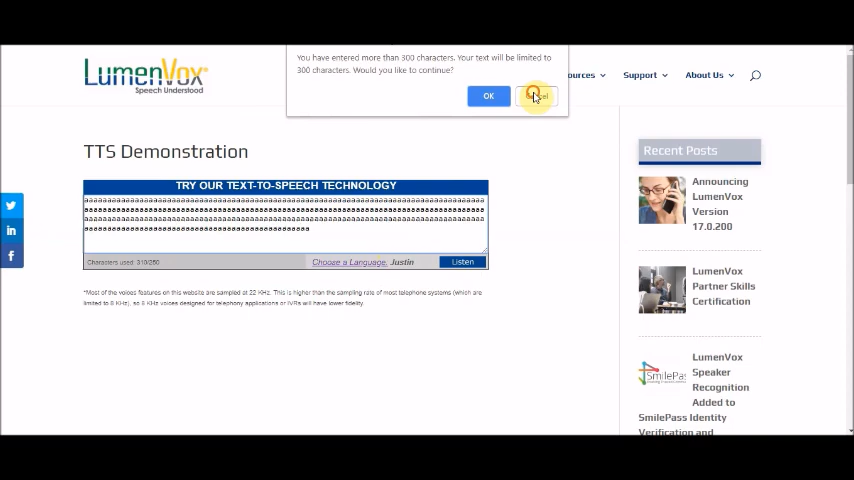 You have entered more than 300 characters. Your text will be limited to
300 characters. Would you like to continue?
OK
LumenVox
Speech Understood
ources
Support
About Us
TTS Demonstration
TRY OUR TEXT-TO-SPEECH TECHNOLOGY
Characters used 310/250
Choose a Language. Justin
Listen
*Most of the voices features on this website are sampled at 22 KHz. This is higher than the sampling rate of most telephone systems (which are
limited to 8 KHz), so 8 KHz voices designed for telephony applications or IVRs will have lower fidelity.
Recent Posts
Announcing
LumenVox
Version
17.0.200
LumenVox
Partner Skills
Certification
LumenVox
Speaker
Recognition
Added to
SmilePass Identity
Verification and